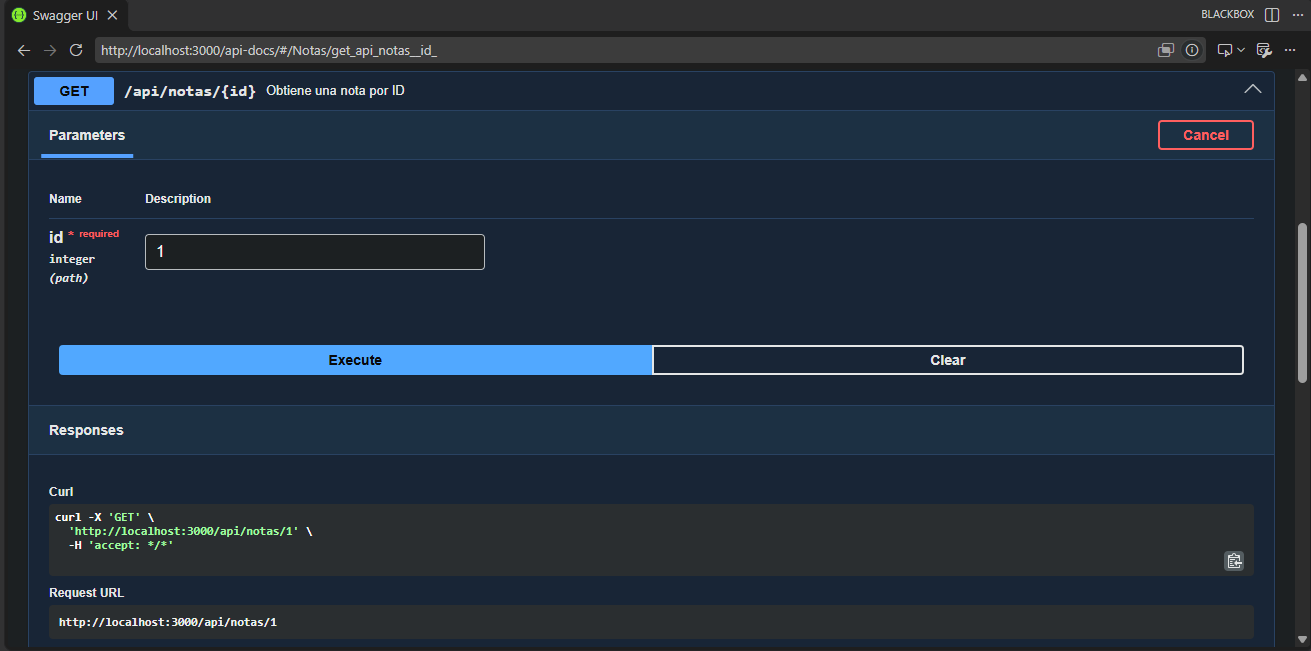 Swagger UI
BLACKBOX
http://localhost:3000/api-docs/#/Notas/get_api_notas__id_
GET /api/notas/{id} Obtiene una nota por ID
Parameters
Cancel
Name Description
id * required
1
integer
(path)
Execute Clear
Responses
Curl
curl -X 'GET' \
'http://localhost:3000/api/notas/1' \
-H 'accept: */*'
Request URL
http://localhost:3000/api/notas/1